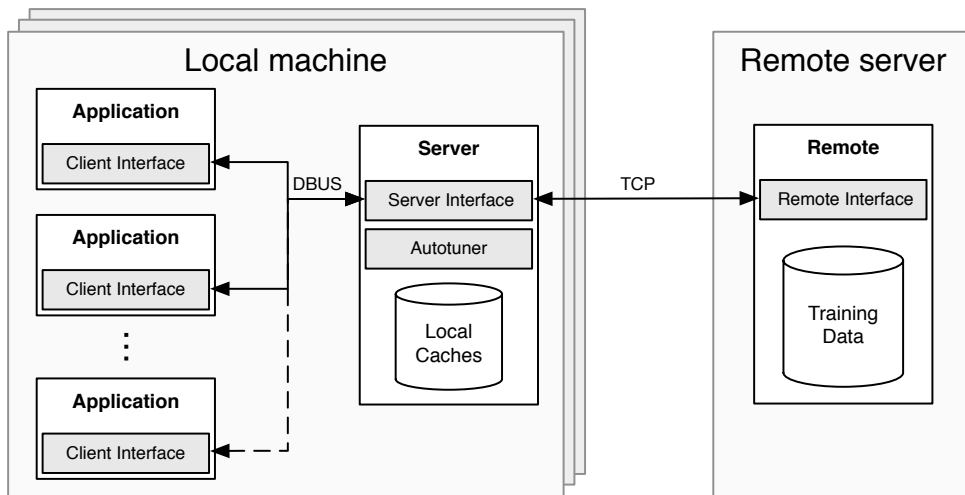 Local machine
Application
Client Interface
Application
Client Interface
Application
Client Interface
DBUS
Server
Server Interface
Autotuner
Local
Caches
TCP
Remote server
Remote
Remote Interface
Training
Data